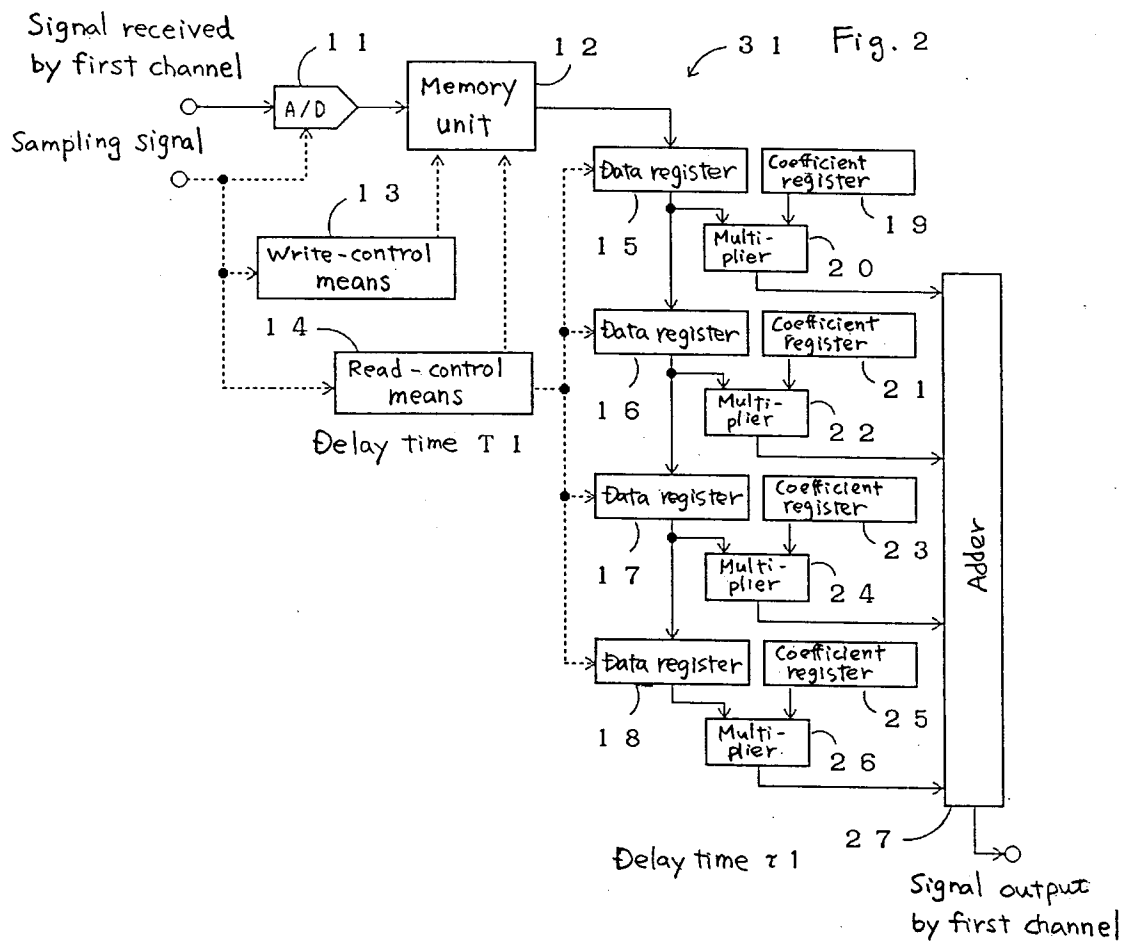 Signal received
by first channel
1 1
1 2
3 1
Fig. 2
A/D
Memory
unit
Sampling signal
1 3
Write-control
means
1 4
Read-control
means
Delay time T1
Data register
Coefficient
register
1 5
1 9
Multi-
plier
2 0
Data register
Coefficient
register
1 6
2 1
Multi-
plier
2 2
Data register
Coefficient
register
1 7
2 3
Multi-
plier
2 4
Data register
Coefficient
register
1 8
2 5
Multi-
plier
2 6
Adder
2 7
Delay time τ1
Signal output
by first channel